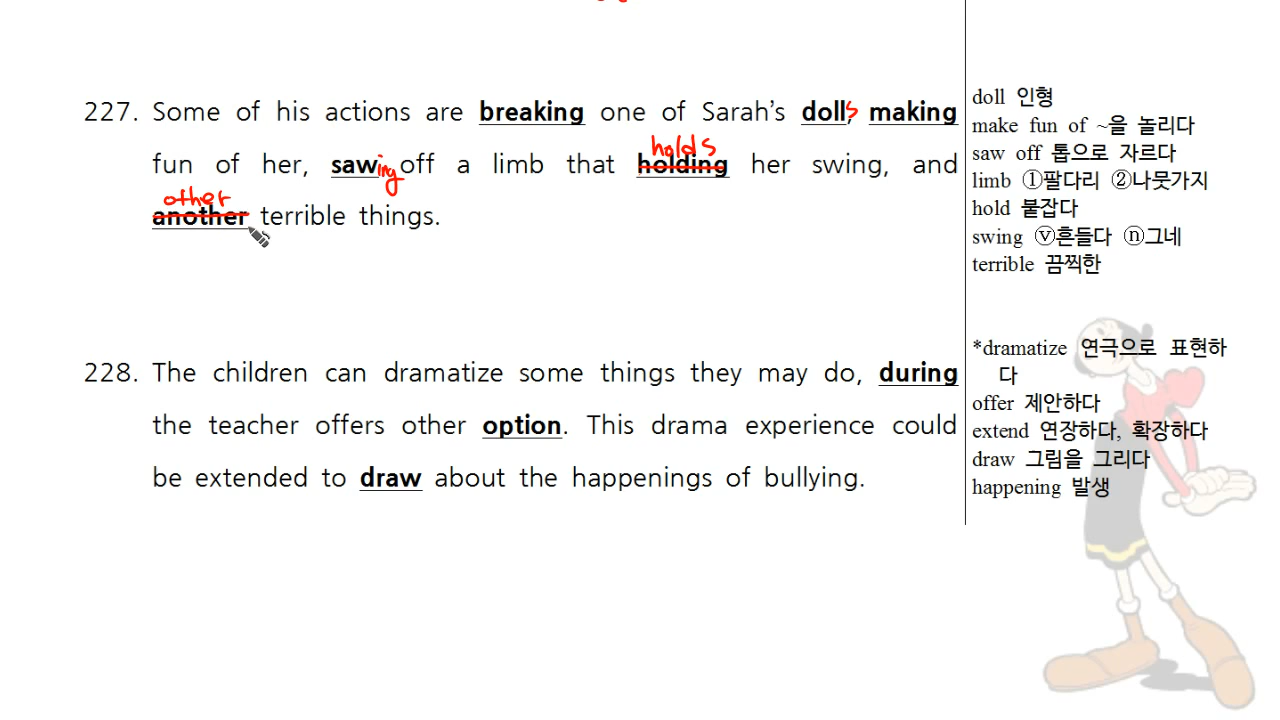 227. Some of his actions are breaking one of Sarah's doll, s making
fun of her, saw ing off a limb that holding her swing, and
holds
another terrible things.
other
228. The children can dramatize some things they may do, during
the teacher offers other option. This drama experience could
be extended to draw about the happenings of bullying.
doll 인형
make fun of ~을 놀리다
saw off 톱으로 자르다
limb ①팔다리 ②나뭇가지
hold 붙잡다
swing ⓥ흔들다 ⓝ그네
terrible 끔찍한
*dramatize 연극으로 표현하
다
offer 제안하다
extend 연장하다, 확장하다
draw 그림을 그리다
happening 발생